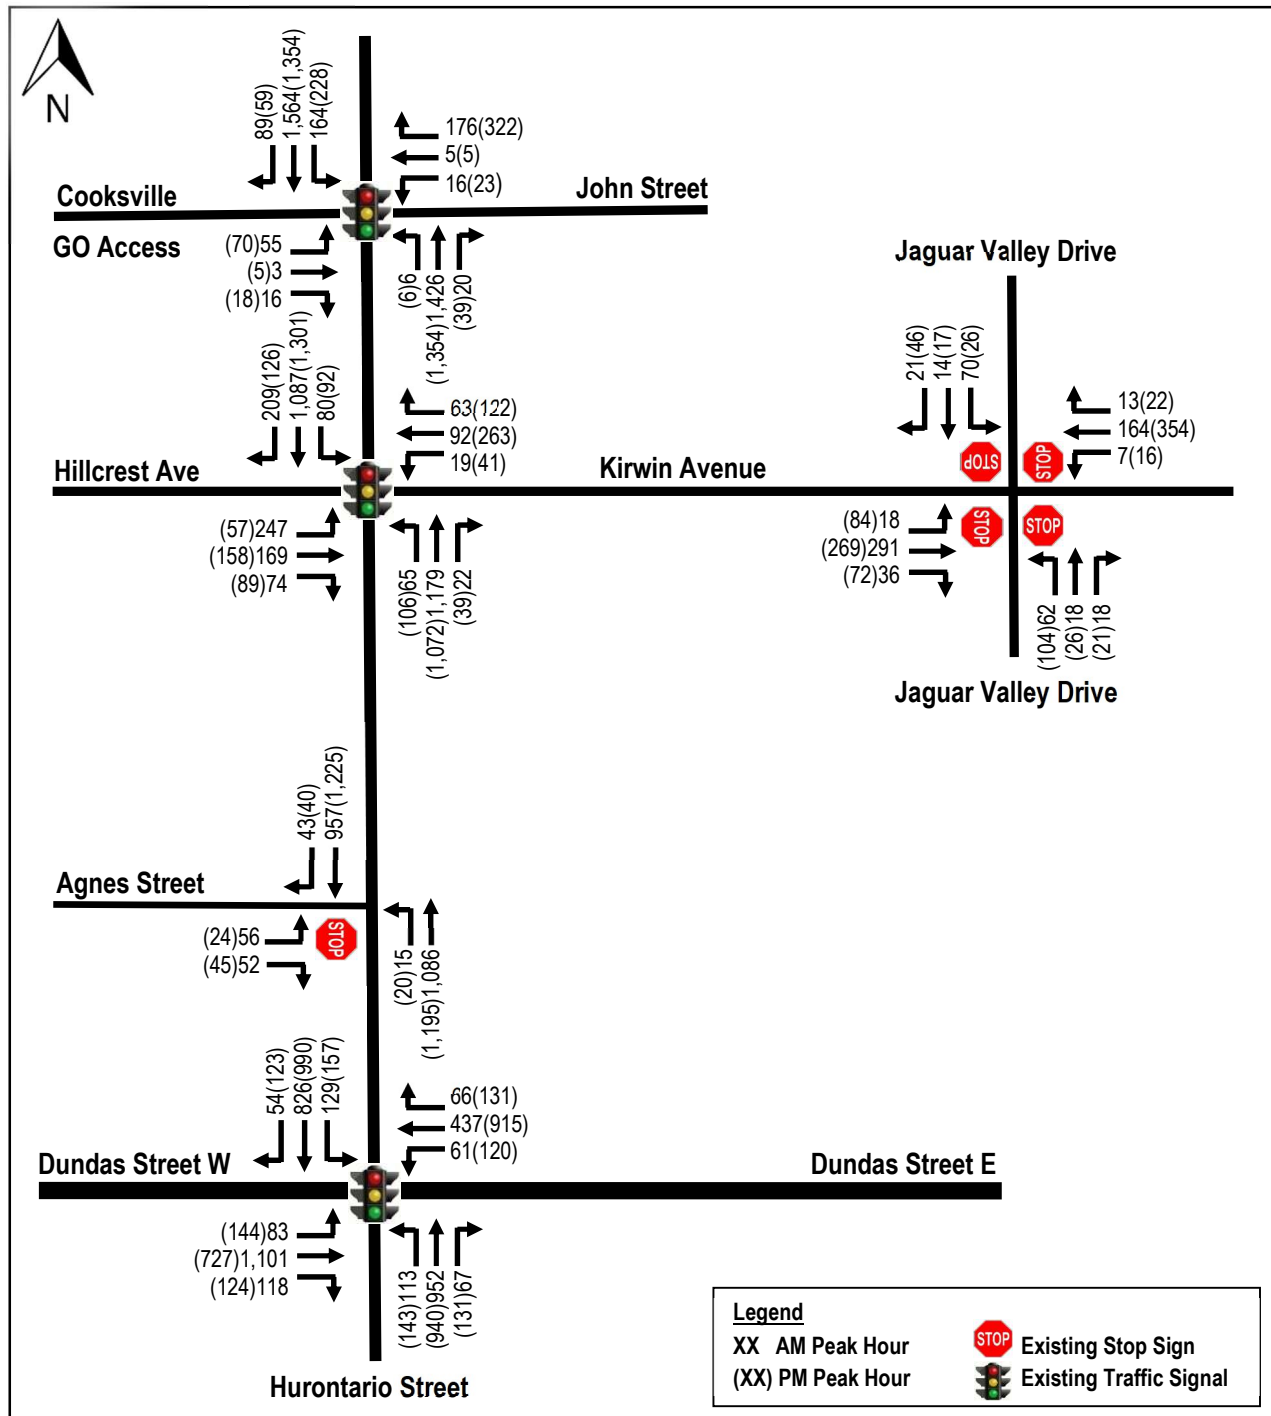 N
89(59)
1,564(1,354)
164(228)
176(322)
5(5)
16(23)
Cooksville
GO Access
John Street
(70)55
(5)3
(18)16
(6)6
(1,354)1,426
(39)20
209(126)
1,087(1,301)
80(92)
63(122)
92(263)
19(41)
Hillcrest Ave
Kirwin Avenue
(57)247
(158)169
(89)74
(106)65
(1,072)1,179
(39)22
Jaguar Valley Drive
21(46)
14(17)
70(26)
13(22)
164(354)
7(16)
STOP
STOP
STOP
STOP
(84)18
(269)291
(72)36
(104)62
(26)18
(21)18
Jaguar Valley Drive
43(40)
957(1,225)
Agnes Street
(24)56
(45)52
STOP
(20)15
(1,195)1,086
54(123)
826(990)
129(157)
66(131)
437(915)
61(120)
Dundas Street W
Dundas Street E
(144)83
(727)1,101
(124)118
(143)113
(940)952
(131)67
Hurontario Street
Legend
XX AM Peak Hour
(XX) PM Peak Hour
STOP Existing Stop Sign
Existing Traffic Signal